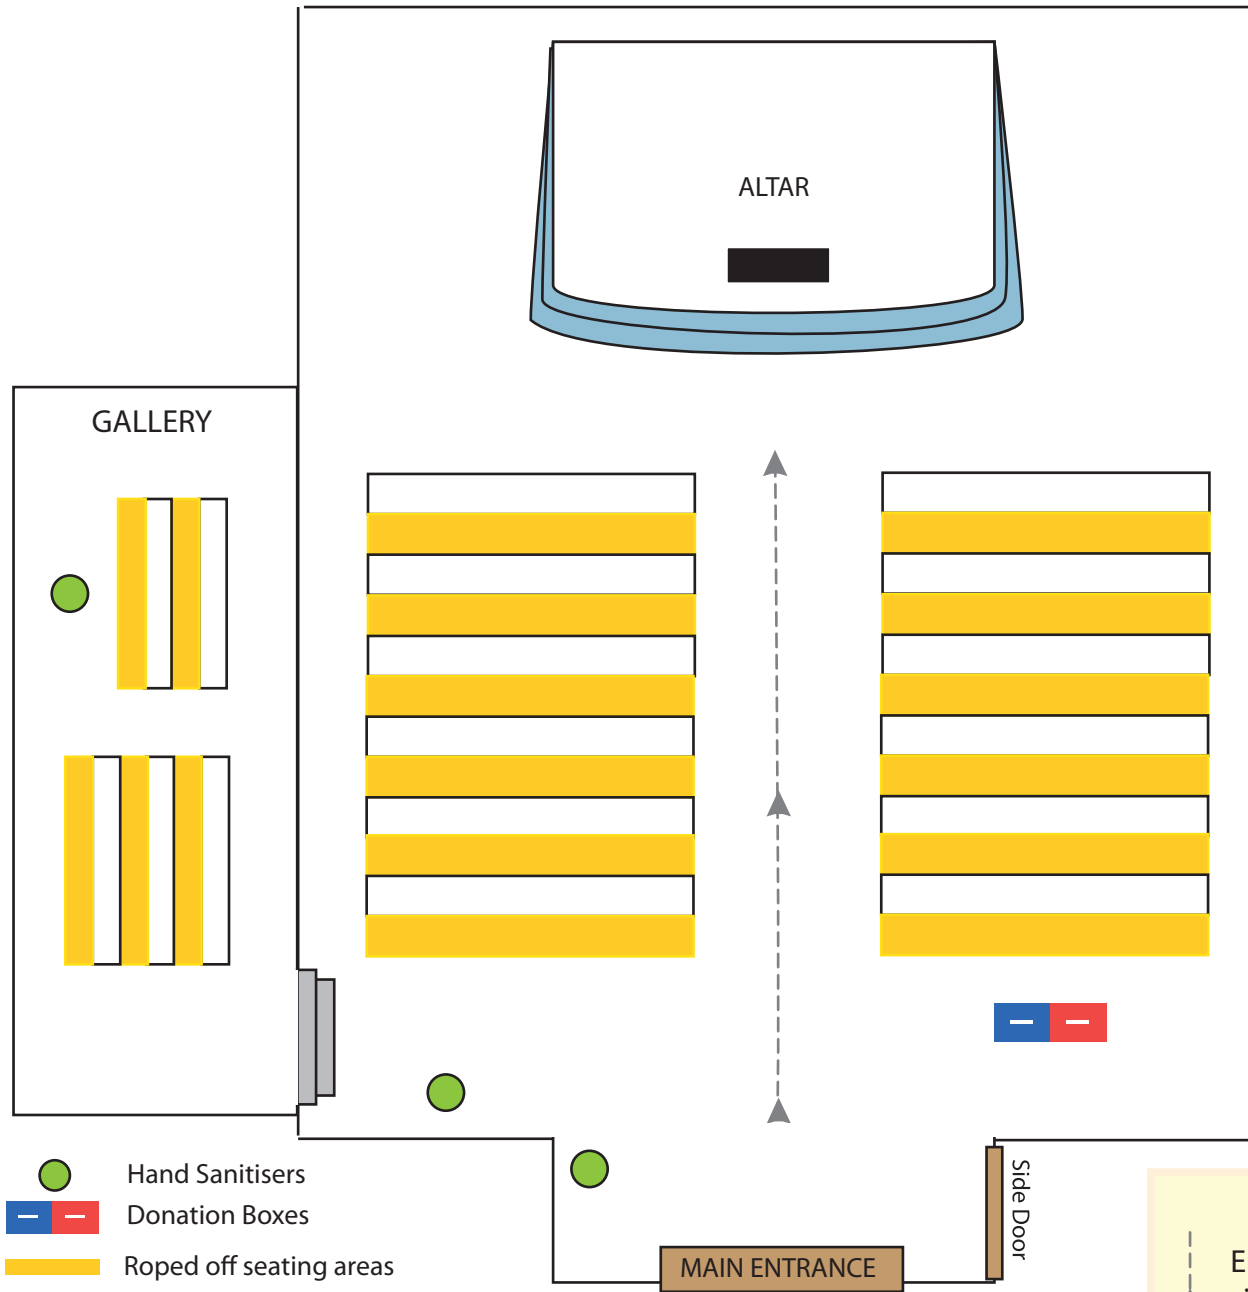 ALTAR
GALLERY
Side Door
Hand Sanitisers
Donation Boxes
Roped off seating areas
MAIN ENTRANCE